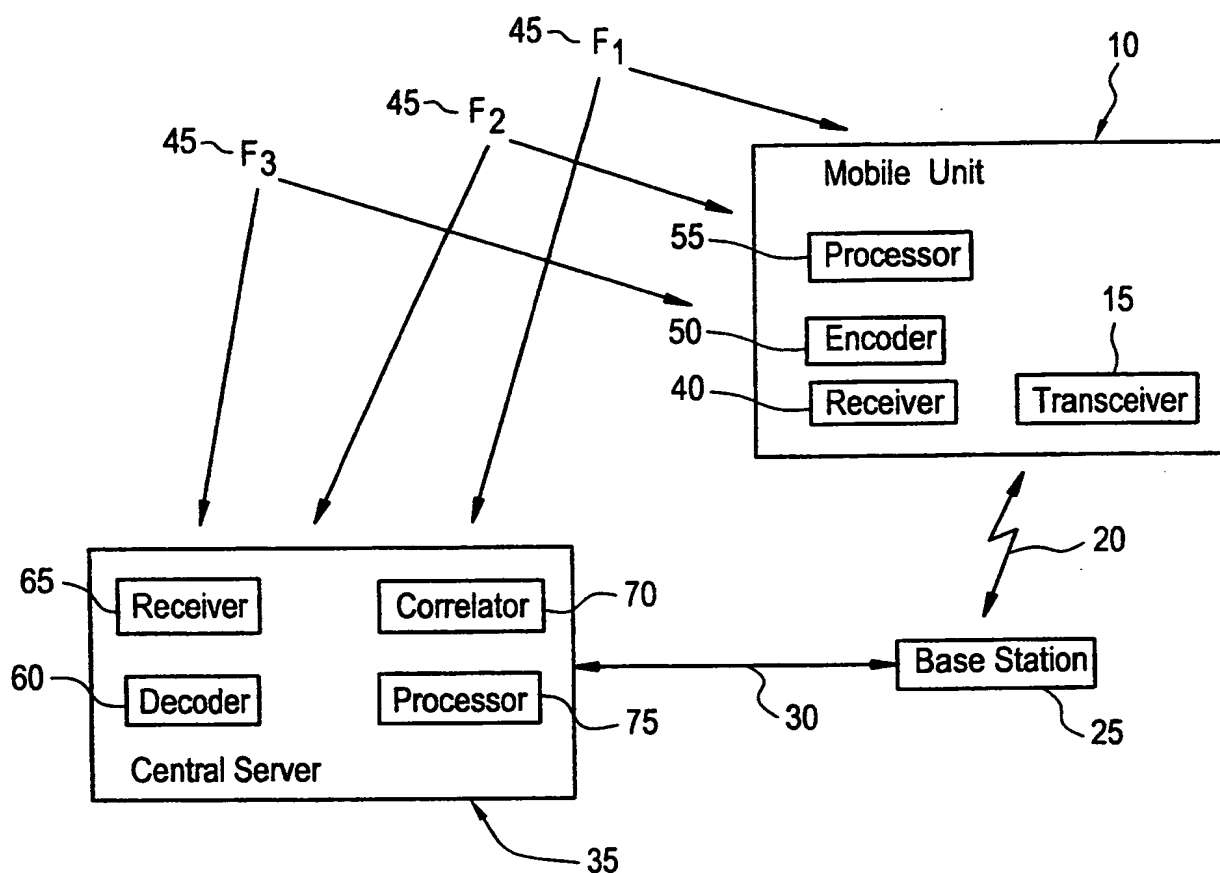 45 F1
10
45 F2
45 F3
Mobile Unit
55 Processor
15
50 Encoder
40 Receiver
Transceiver
20
65 Receiver
Correlator 70
60 Decoder
Processor 75
30
Base Station
25
Central Server
35